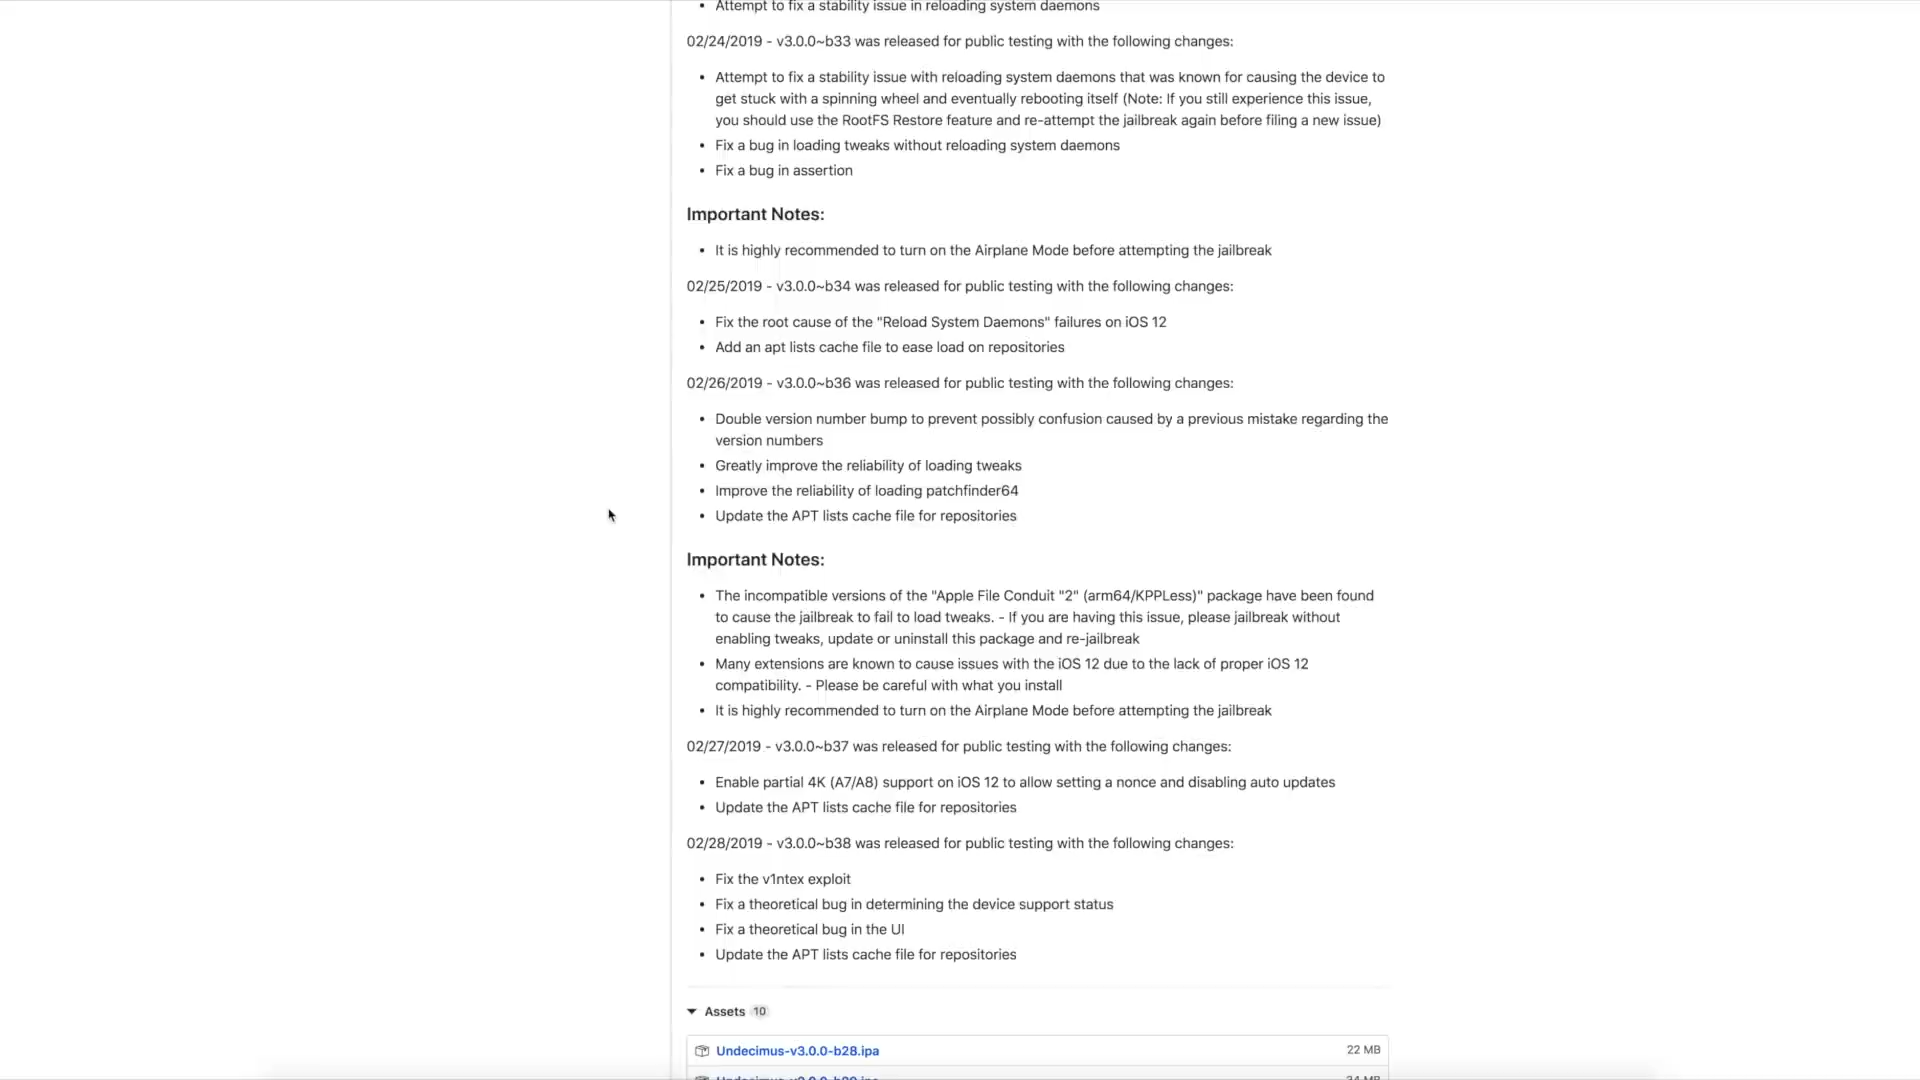 Attempt to fix a stability issue in reloading system daemons
02/24/2019 - v3.0.0~b33 was released for public testing with the following changes:
Attempt to fix a stability issue with reloading system daemons that was known for causing the device to
get stuck with a spinning wheel and eventually rebooting itself (Note: If you still experience this issue,
you should use the RootFS Restore feature and re-attempt the jailbreak again before filing a new issue)
Fix a bug in loading tweaks without reloading system daemons
Fix a bug in assertion
Important Notes:
It is highly recommended to turn on the Airplane Mode before attempting the jailbreak
02/25/2019 - v3.0.0~b34 was released for public testing with the following changes:
Fix the root cause of the "Reload System Daemons" failures on iOS 12
Add an apt lists cache file to ease load on repositories
02/26/2019 - v3.0.0~b36 was released for public testing with the following changes:
Double version number bump to prevent possibly confusion caused by a previous mistake regarding the
version numbers
Greatly improve the reliability of loading tweaks
Improve the reliability of loading patchfinder64
Update the APT lists cache file for repositories
Important Notes:
The incompatible versions of the "Apple File Conduit "2" (arm64/KPPLess)" package have been found
to cause the jailbreak to fail to load tweaks. - If you are having this issue, please jailbreak without
enabling tweaks, update or uninstall this package and re-jailbreak
Many extensions are known to cause issues with the iOS 12 due to the lack of proper iOS 12
compatibility. - Please be careful with what you install
It is highly recommended to turn on the Airplane Mode before attempting the jailbreak
02/27/2019 - v3.0.0~b37 was released for public testing with the following changes:
Enable partial 4K (A7/A8) support on iOS 12 to allow setting a nonce and disabling auto updates
Update the APT lists cache file for repositories
02/28/2019 - v3.0.0~b38 was released for public testing with the following changes:
Fix the v1ntex exploit
Fix a theoretical bug in determining the device support status
Fix a theoretical bug in the UI
Update the APT lists cache file for repositories
Assets 10
Undecimus-v3.0.0-b28.ipa 22 MB